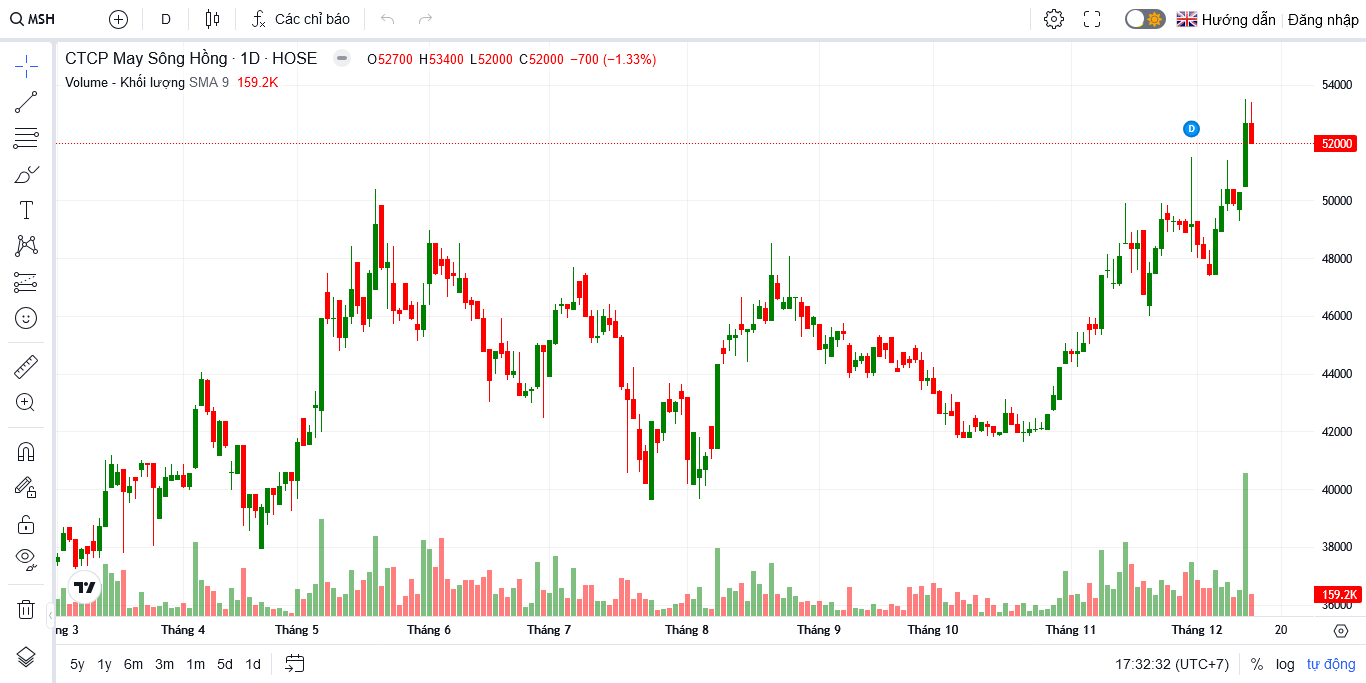 MSH D Các chỉ báo Hướng dẫn Đăng nhập
CTCP May Sông Hồng · 1D · HOSE O52700 H53400 L52000 C52000 −700 (−1.33%)
Volume - Khối lượng SMA 9 159.2K
54000
D
52000
50000
48000
46000
44000
42000
40000
38000
159.2K
36000
ng 3 Tháng 4 Tháng 5 Tháng 6 Tháng 7 Tháng 8 Tháng 9 Tháng 10 Tháng 11 Tháng 12 20
5y 1y 6m 3m 1m 5d 1d 17:32:32 (UTC+7) % log tự động